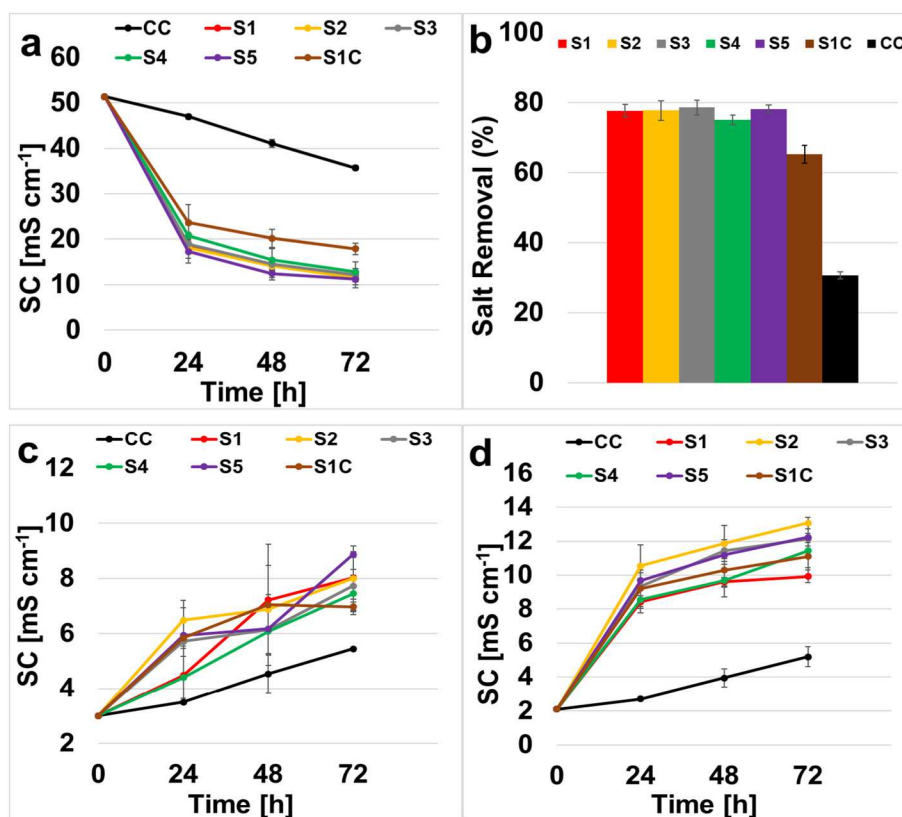 a
CC S1 S2 S3
S4 S5 S1C
60
50
40
30
20
10
0
SC [mS cm-1]
0 24 48 72
Time [h]
b
S1 S2 S3 S4 S5 S1C CC
100
80
60
40
20
0
Salt Removal (%)
c
CC S1 S2 S3
S4 S5 S1C
12
10
8
6
4
2
SC [mS cm-1]
0 24 48 72
Time [h]
d
CC S1 S2 S3
S4 S5 S1C
16
14
12
10
8
6
4
2
0
SC [mS cm-1]
0 24 48 72
Time [h]